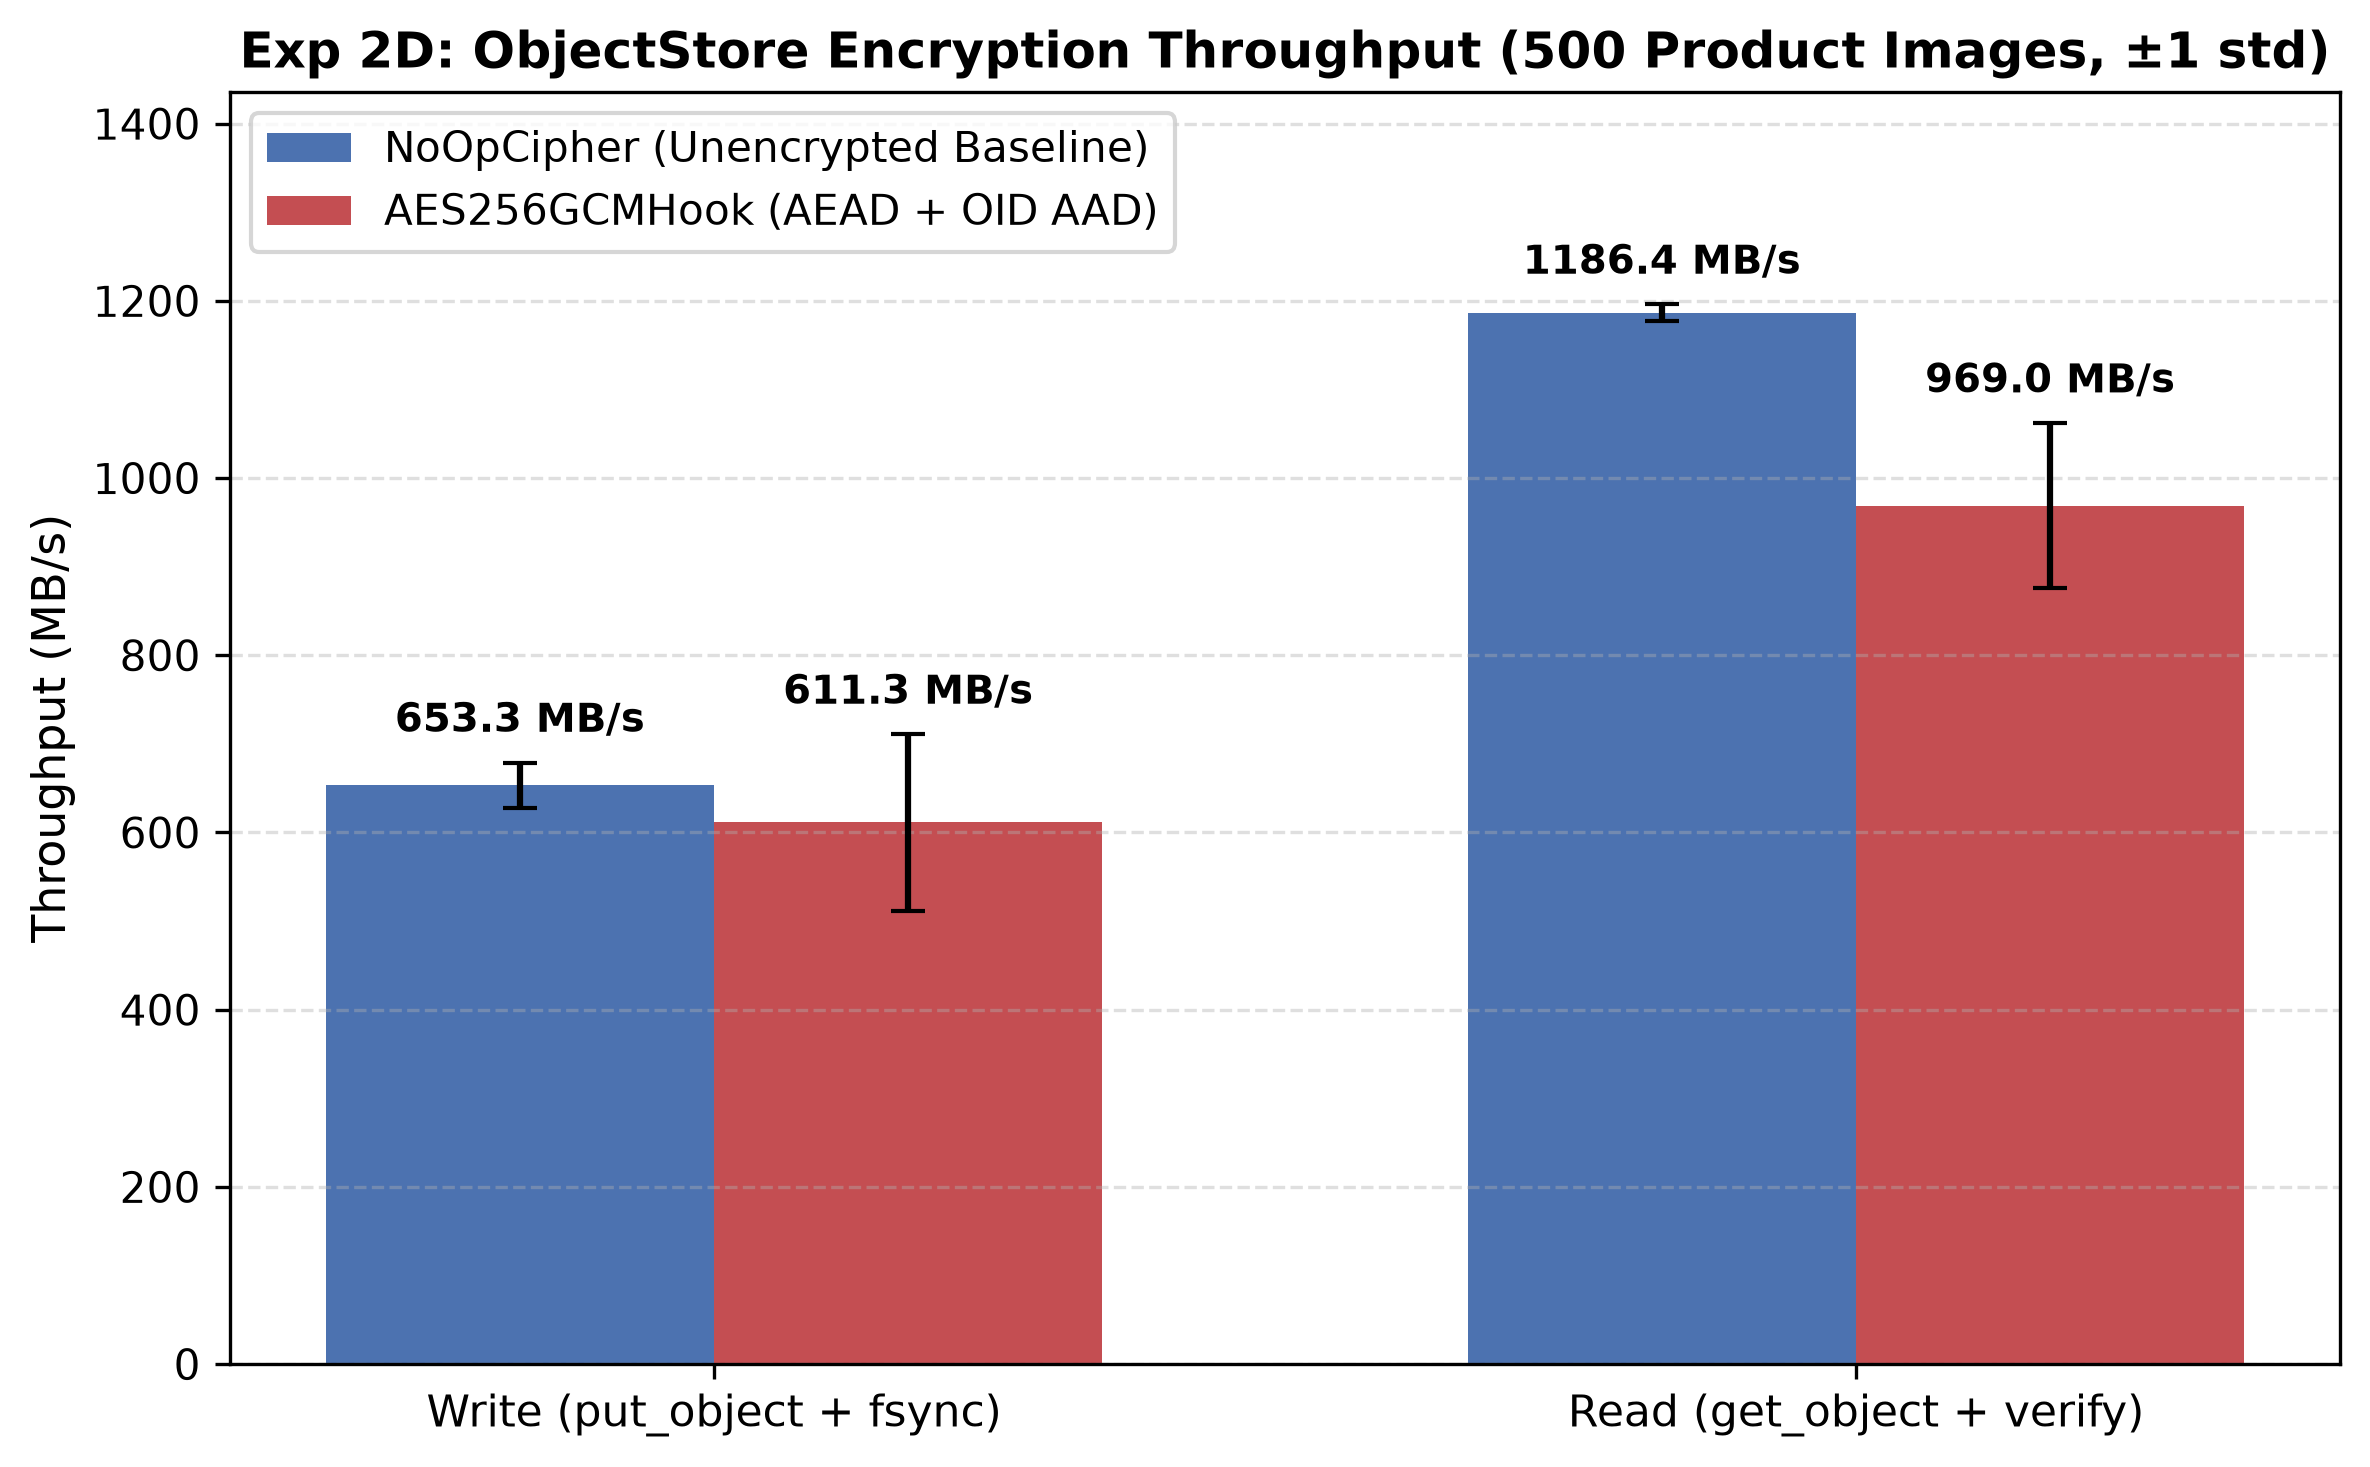 Exp 2D: ObjectStore Encryption Throughput (500 Product Images, ±1 std)
NoOpCipher (Unencrypted Baseline)
AES256GCMHook (AEAD + OID AAD)
Throughput (MB/s)
1400
1200
1000
800
600
400
200
0
653.3 MB/s
611.3 MB/s
1186.4 MB/s
969.0 MB/s
Write (put_object + fsync)
Read (get_object + verify)